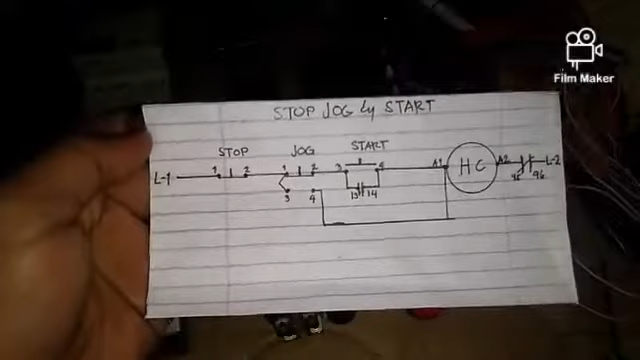 STOP JOG & START
STOP JOG START
L-1 1 2 1 2 3 4 A1 MC A2 L-2
3 4 13 14 95 96
Film Maker